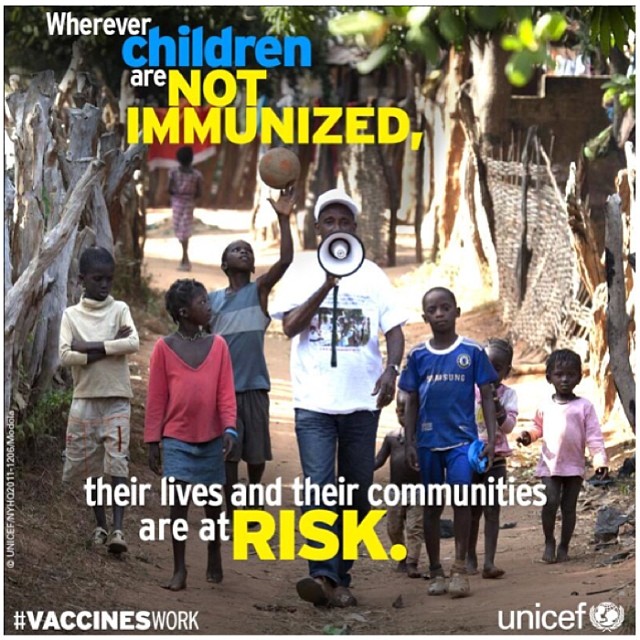 Wherever
children
are NOT
IMMUNIZED,
their lives and their communities
are at RISK.
SAMSUNG
© UNICEF/NYHQ2011-1206/Modola
#VACCINESWORK
unicef